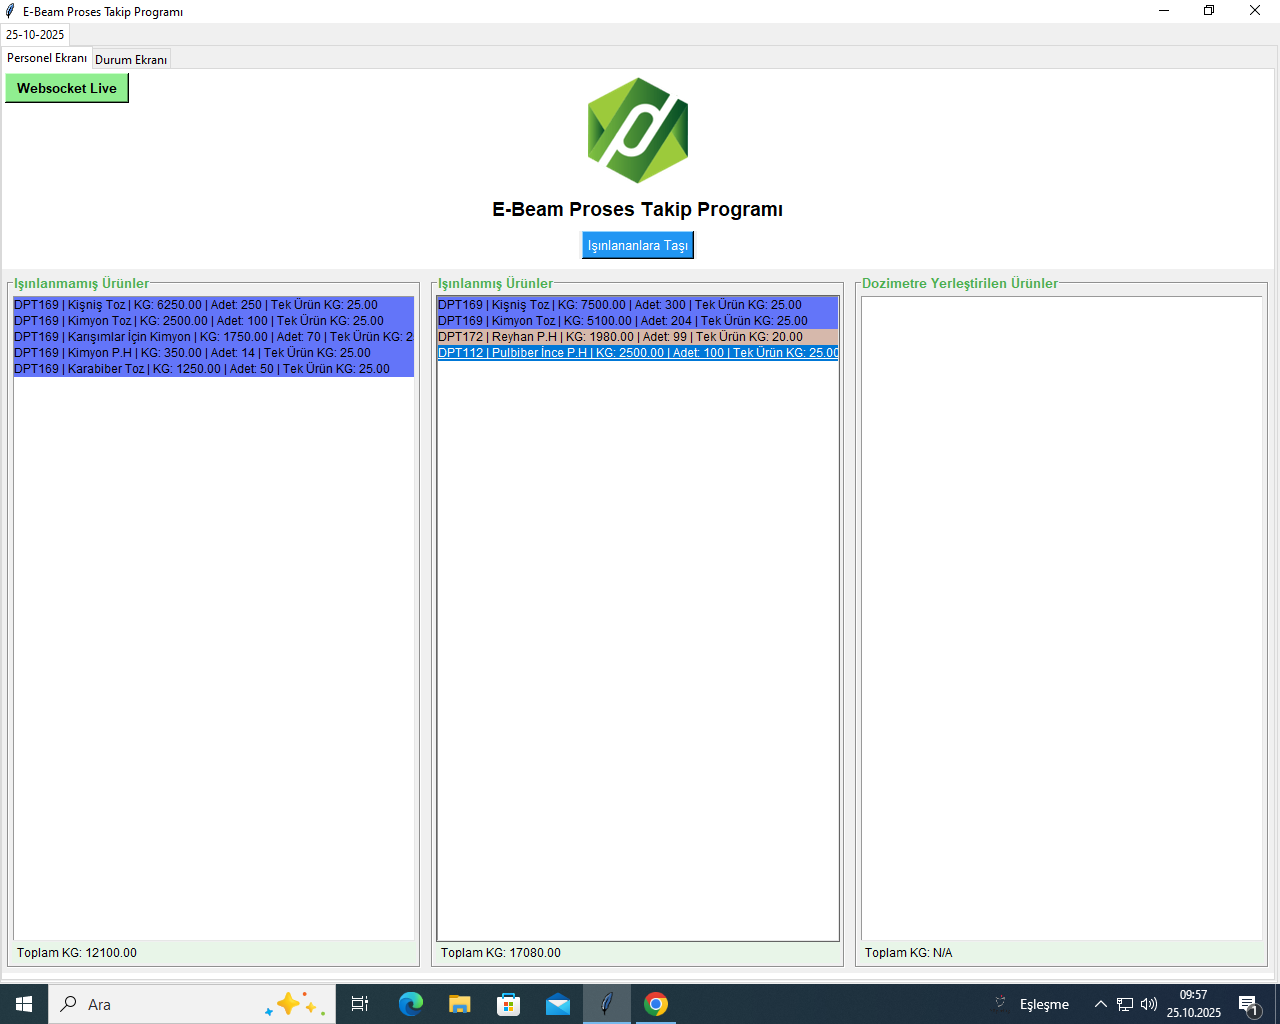 E-Beam Proses Takip Programı
25-10-2025
Personel Ekranı Durum Ekranı
Websocket Live
E-Beam Proses Takip Programı
Işınlananlara Taşı
Işınlanmamış Ürünler
DPT169 | Kişniş Toz | KG: 6250.00 | Adet: 250 | Tek Ürün KG: 25.00
DPT169 | Kimyon Toz | KG: 2500.00 | Adet: 100 | Tek Ürün KG: 25.00
DPT169 | Karışımlar İçin Kimyon | KG: 1750.00 | Adet: 70 | Tek Ürün KG: 2
DPT169 | Kimyon P.H | KG: 350.00 | Adet: 14 | Tek Ürün KG: 25.00
DPT169 | Karabiber Toz | KG: 1250.00 | Adet: 50 | Tek Ürün KG: 25.00
Toplam KG: 12100.00
Işınlanmış Ürünler
DPT169 | Kişniş Toz | KG: 7500.00 | Adet: 300 | Tek Ürün KG: 25.00
DPT169 | Kimyon Toz | KG: 5100.00 | Adet: 204 | Tek Ürün KG: 25.00
DPT172 | Reyhan P.H | KG: 1980.00 | Adet: 99 | Tek Ürün KG: 20.00
DPT112 | Pulbiber İnce P.H | KG: 2500.00 | Adet: 100 | Tek Ürün KG: 25.00
Toplam KG: 17080.00
Dozimetre Yerleştirilen Ürünler
Toplam KG: N/A
Ara
Eşleşme
09:57
25.10.2025
1